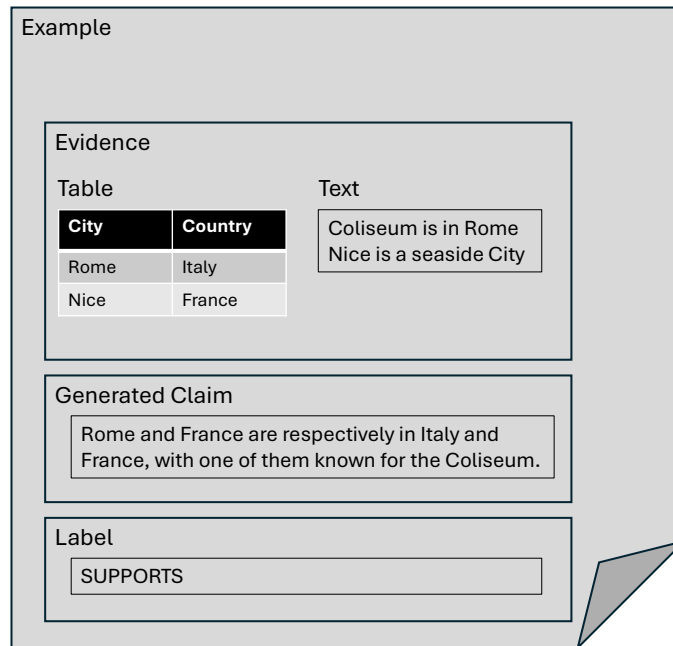 Example
Evidence
Table
City Country
Rome Italy
Nice France
Text
Coliseum is in Rome
Nice is a seaside City
Generated Claim
Rome and France are respectively in Italy and
France, with one of them known for the Coliseum.
Label
SUPPORTS